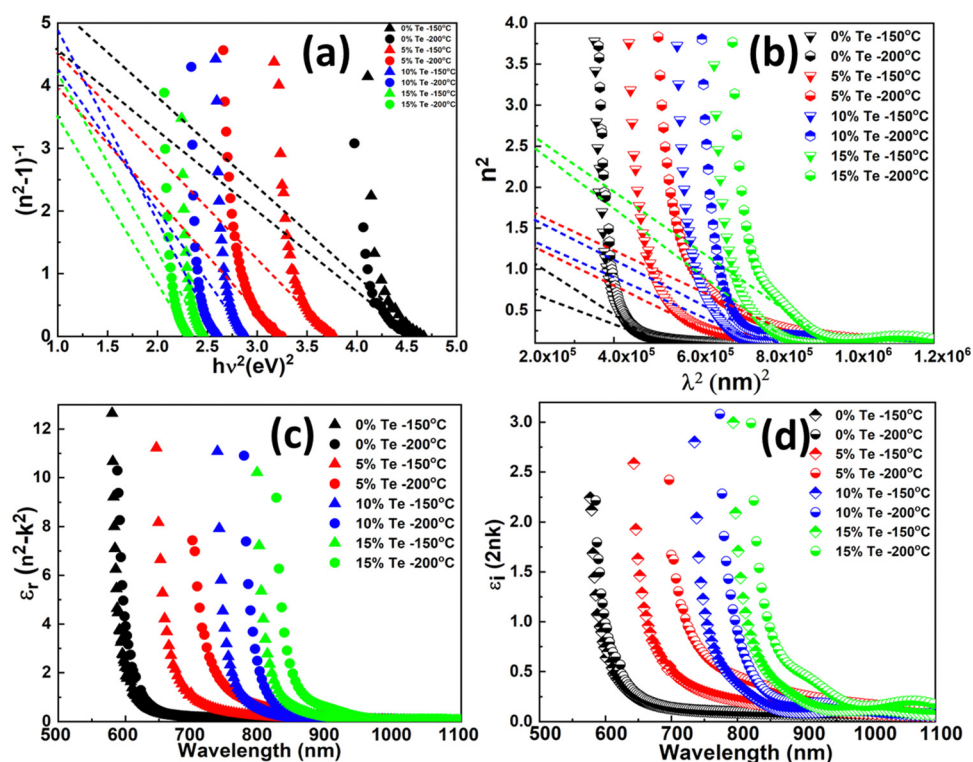 (a)
(n²-1)⁻¹
5
4
3
2
1
0
1.0 1.5 2.0 2.5 3.0 3.5 4.0 4.5 5.0
hν²(eV)²
0% Te -150°C
0% Te -200°C
5% Te -150°C
5% Te -200°C
10% Te -150°C
10% Te -200°C
15% Te -150°C
15% Te -200°C
(b)
n²
4.0
3.5
3.0
2.5
2.0
1.5
1.0
0.5
2.0x10⁵ 4.0x10⁵ 6.0x10⁵ 8.0x10⁵ 1.0x10⁶ 1.2x10⁶
λ² (nm)²
0% Te -150°C
0% Te -200°C
5% Te -150°C
5% Te -200°C
10% Te -150°C
10% Te -200°C
15% Te -150°C
15% Te -200°C
(c)
εr (n²-k²)
12
10
8
6
4
2
0
500 600 700 800 900 1000 1100
Wavelength (nm)
0% Te -150°C
0% Te -200°C
5% Te -150°C
5% Te -200°C
10% Te -150°C
10% Te -200°C
15% Te -150°C
15% Te -200°C
(d)
εi (2nk)
3.0
2.5
2.0
1.5
1.0
0.5
0.0
500 600 700 800 900 1000 1100
Wavelength (nm)
0% Te -150°C
0% Te -200°C
5% Te -150°C
5% Te -200°C
10% Te -150°C
10% Te -200°C
15% Te -150°C
15% Te -200°C